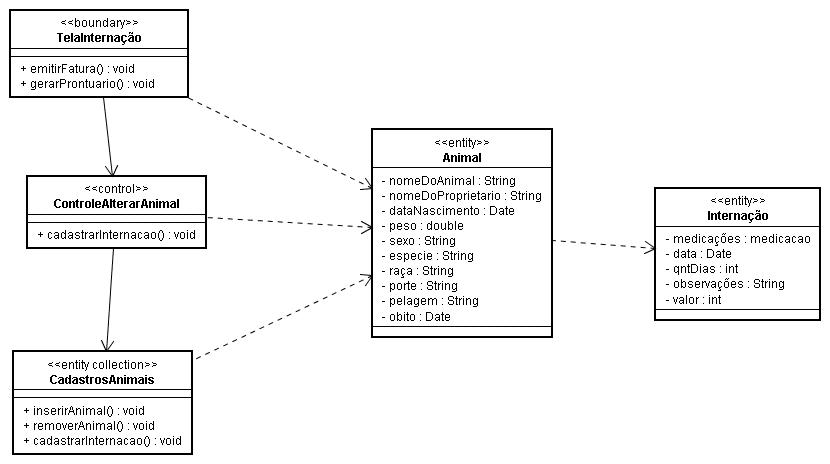 <<boundary>>
TelaInternação
+ emitirFatura() : void
+ gerarProntuario() : void
<<control>>
ControleAlterarAnimal
+ cadastrarInternacao() : void
<<entity collection>>
CadastrosAnimais
+ inserirAnimal() : void
+ removerAnimal() : void
+ cadastrarInternacao() : void
<<entity>>
Animal
- nomeDoAnimal : String
- nomeDoProprietario : String
- dataNascimento : Date
- peso : double
- sexo : String
- especie : String
- raça : String
- porte : String
- pelagem : String
- obito : Date
<<entity>>
Internação
- medicações : medicacao
- data : Date
- qntDias : int
- observações : String
- valor : int